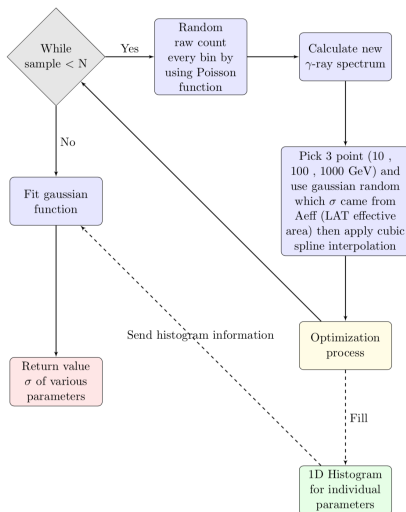 While
sample < N
Yes
Random
raw count
every bin by
using Poisson
function
Calculate new
γ-ray spectrum
No
Pick 3 point (10 ,
, 100 , 1000 GeV) and
use gaussian random
which σ came from
Aeff (LAT effective
area) then apply cubic
spline interpolation
Fit gaussian
function
Send histogram information
Optimization
process
Return value
σ of various
parameters
Fill
1D Histogram
for individual
parameters